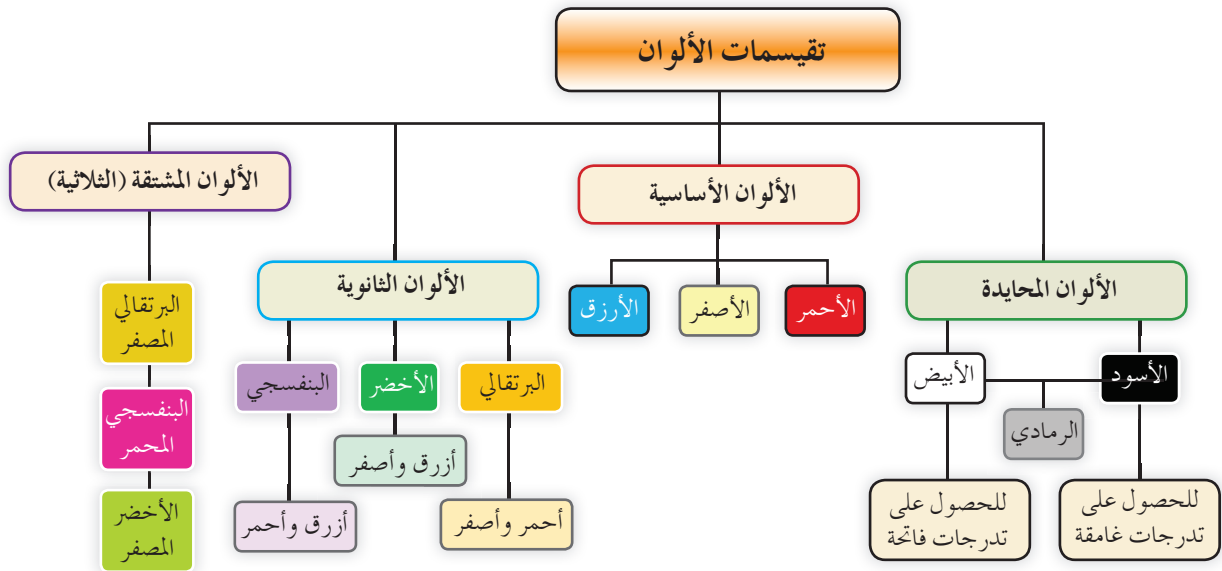 تقيسمات الألوان
الألوان المحايدة
الأسود
الأبيض
الرمادي
للحصول على
تدرجات غامقة
للحصول على
تدرجات فاتحة
الألوان الأساسية
الأحمر
الأصفر
الأرزق
الألوان الثانوية
البرتقالي
الأخضر
البنفسجي
أحمر وأصفر
أزرق وأصفر
أزرق وأحمر
الألوان المشتقة (الثلاثية)
البرتقالي
المصفر
البنفسجي
المحمر
الأخضر
المصفر